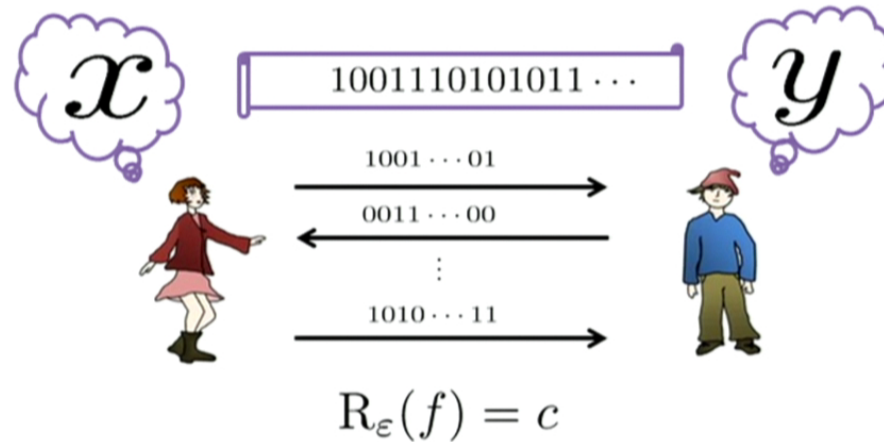 x
1001110101011 · · ·
y
1001 · · · 01
0011 · · · 00
⋮
1010 · · · 11
R_ε(f) = c